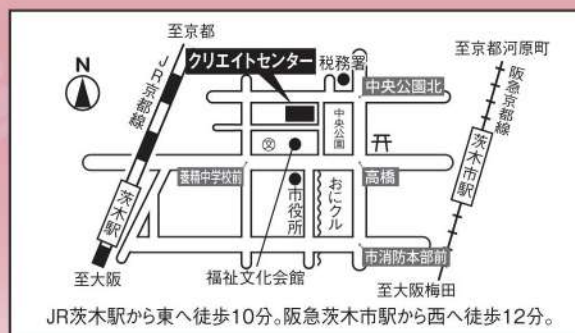 至京都
JR京都線
N
クリエイトセンター
税務署
中央公園北
至京都河原町
阪急京都線
茨木市駅
中央公園
文
養精中学校前
高橋
茨木駅
市役所
おにクル
市消防本部前
至大阪
福祉文化会館
至大阪梅田
JR茨木駅から東へ徒歩10分。阪急茨木市駅から西へ徒歩12分。